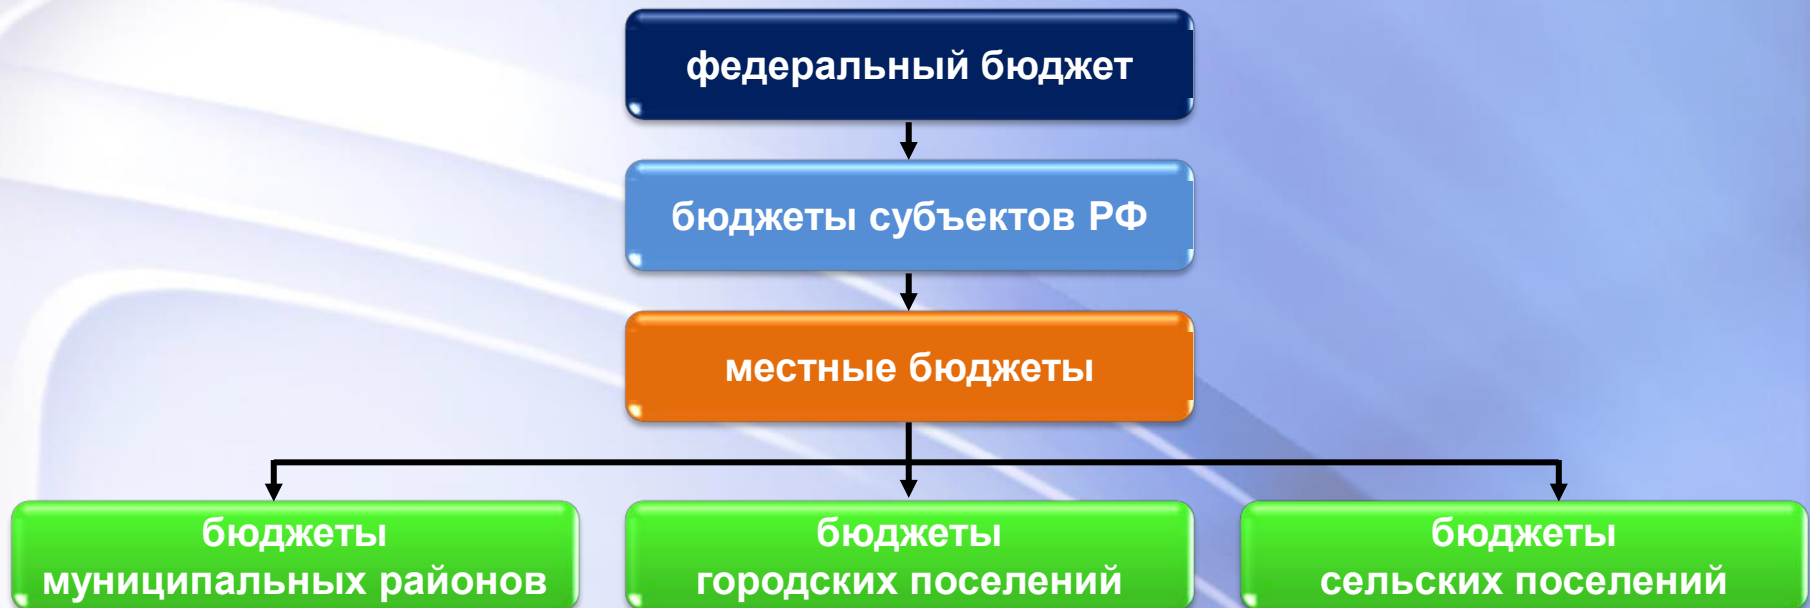 федеральный бюджет
бюджеты субъектов РФ
местные бюджеты
бюджеты
муниципальных районов
бюджеты
городских поселений
бюджеты
сельских поселений